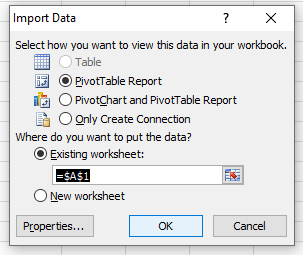 Import Data
Select how you want to view this data in your workbook.
Table
PivotTable Report
PivotChart and PivotTable Report
Only Create Connection
Where do you want to put the data?
Existing worksheet:
=$A$1
New worksheet
Properties... OK Cancel